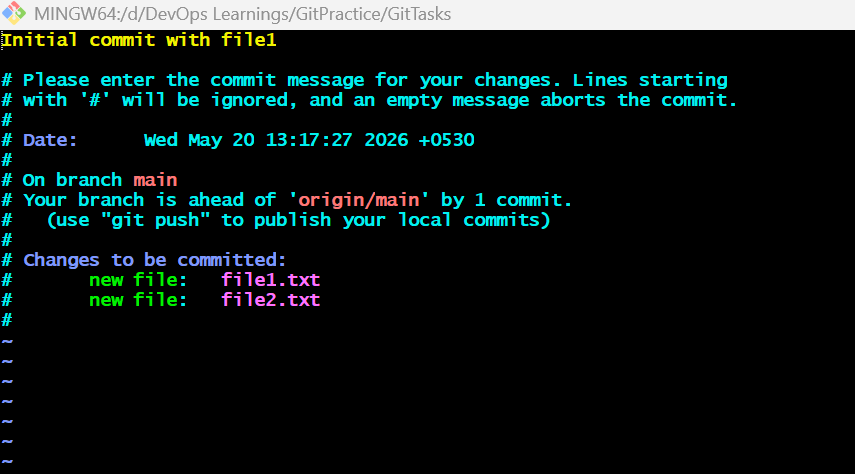 MINGW64:/d/DevOps Learnings/GitPractice/GitTasks
Initial commit with file1
# Please enter the commit message for your changes. Lines starting
# with '#' will be ignored, and an empty message aborts the commit.
#
# Date:      Wed May 20 13:17:27 2026 +0530
#
# On branch main
# Your branch is ahead of 'origin/main' by 1 commit.
#   (use "git push" to publish your local commits)
#
# Changes to be committed:
#       new file:   file1.txt
#       new file:   file2.txt
#
~
~
~
~
~
~
~